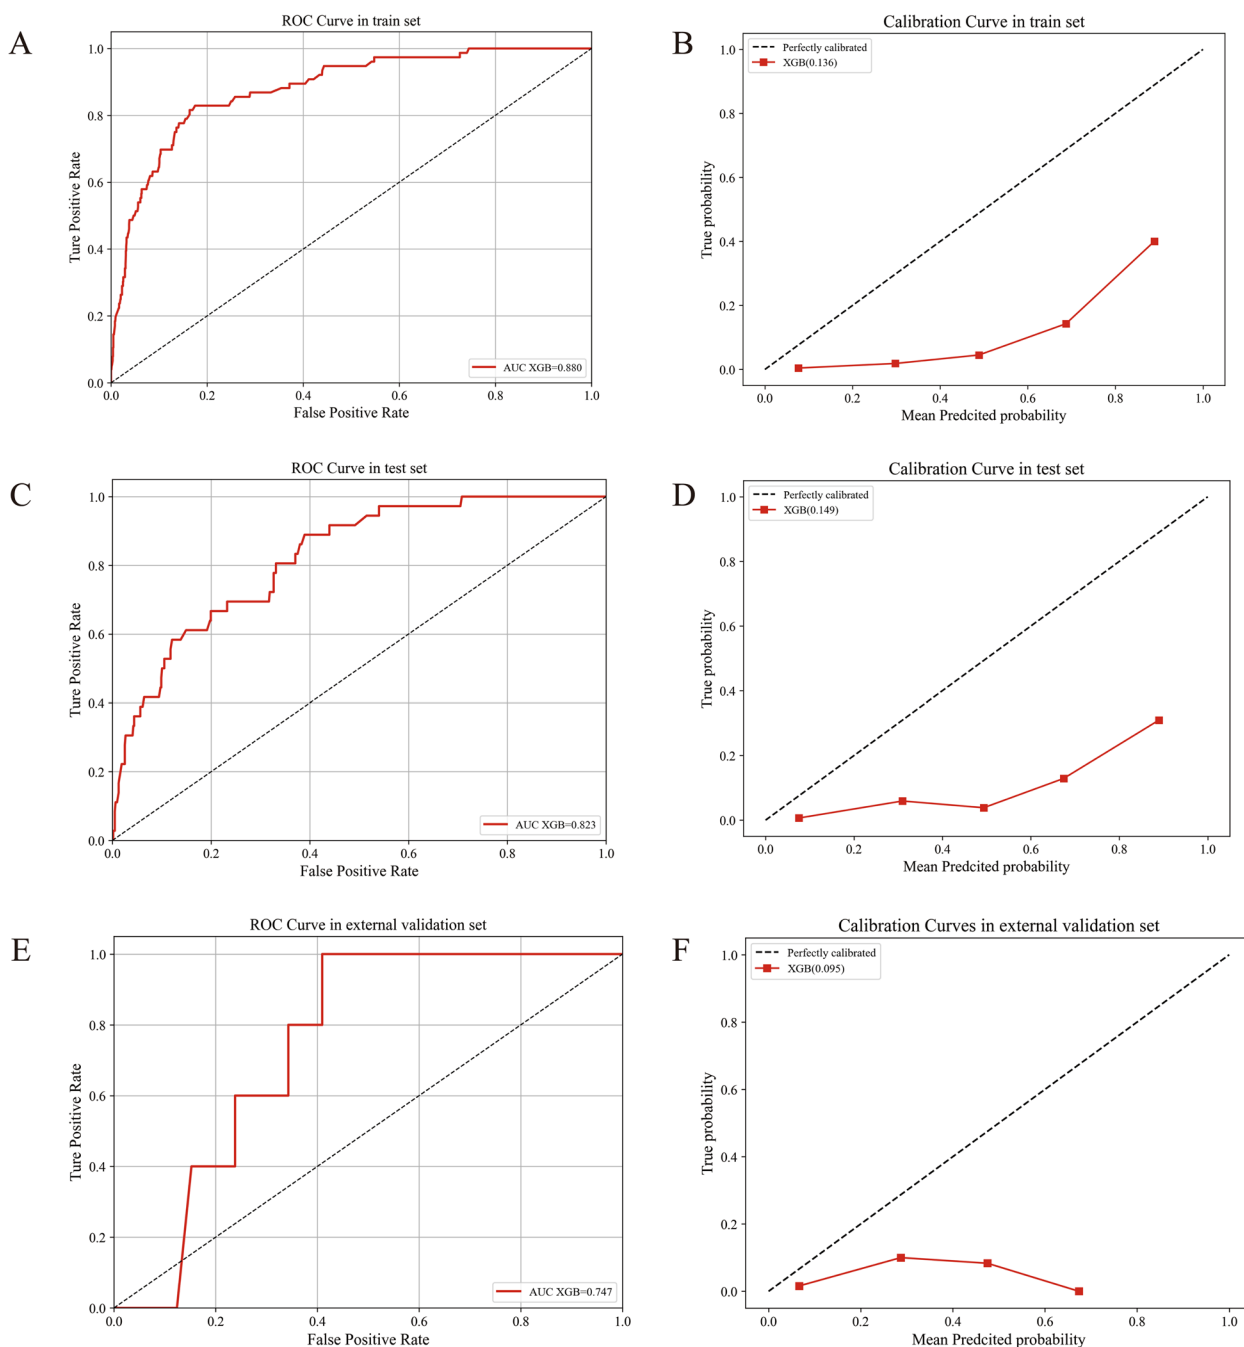 A
ROC Curve in train set
Ture Positive Rate
1.0
0.8
0.6
0.4
0.2
0.0
AUC XGB=0.880
0.0 0.2 0.4 0.6 0.8 1.0
False Positive Rate
B
Calibration Curve in train set
Perfectly calibrated
XGB(0.136)
True probability
1.0
0.8
0.6
0.4
0.2
0.0
0.0 0.2 0.4 0.6 0.8 1.0
Mean Predcited probability
C
ROC Curve in test set
Ture Positive Rate
1.0
0.8
0.6
0.4
0.2
0.0
AUC XGB=0.823
0.0 0.2 0.4 0.6 0.8 1.0
False Positive Rate
D
Calibration Curve in test set
Perfectly calibrated
XGB(0.149)
True probability
1.0
0.8
0.6
0.4
0.2
0.0
0.0 0.2 0.4 0.6 0.8 1.0
Mean Predcited probability
E
ROC Curve in external validation set
Ture Positive Rate
1.0
0.8
0.6
0.4
0.2
0.0
AUC XGB=0.747
0.0 0.2 0.4 0.6 0.8 1.0
False Positive Rate
F
Calibration Curves in external validation set
Perfectly calibrated
XGB(0.095)
True probability
1.0
0.8
0.6
0.4
0.2
0.0
0.0 0.2 0.4 0.6 0.8 1.0
Mean Predcited probability